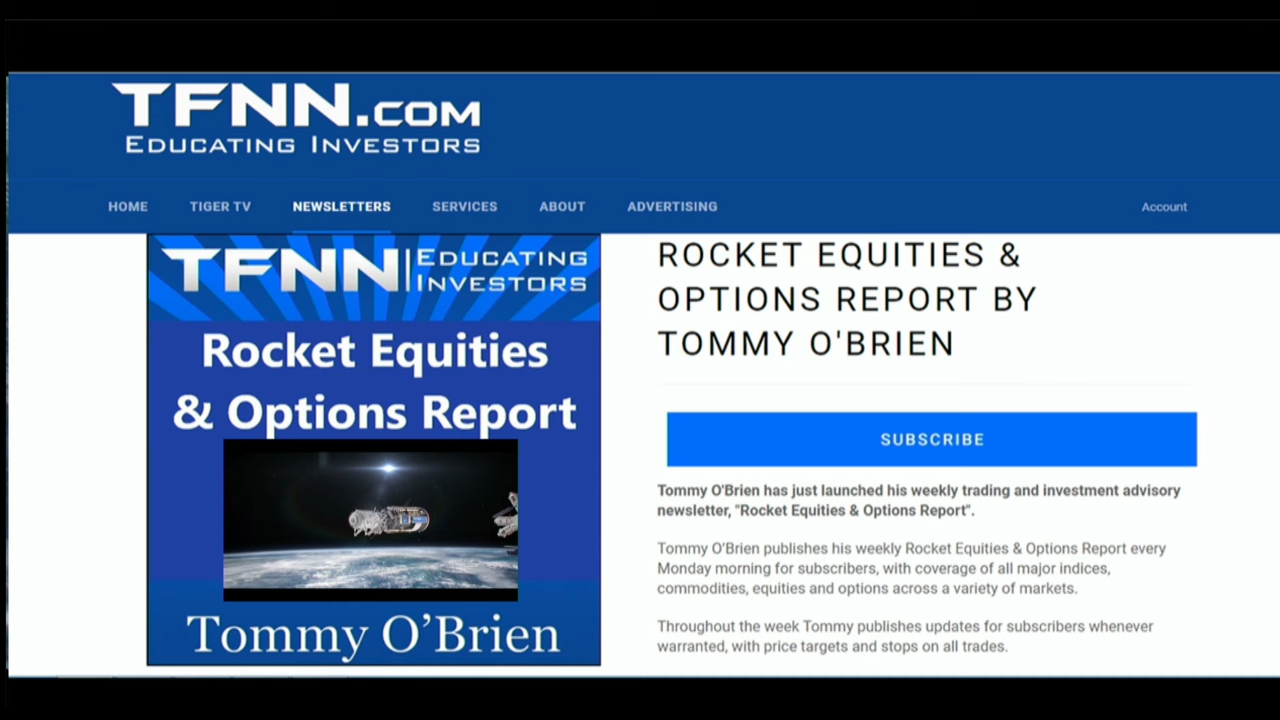 TFNN.COM
EDUCATING INVESTORS
HOME TIGER TV NEWSLETTERS SERVICES ABOUT ADVERTISING Account
TFNN EDUCATING
INVESTORS
Rocket Equities
& Options Report
Tommy O’Brien
ROCKET EQUITIES &
OPTIONS REPORT BY
TOMMY O'BRIEN
SUBSCRIBE
Tommy O'Brien has just launched his weekly trading and investment advisory
newsletter, "Rocket Equities & Options Report".
Tommy O’Brien publishes his weekly Rocket Equities & Options Report every
Monday morning for subscribers, with coverage of all major indices,
commodities, equities and options across a variety of markets.
Throughout the week Tommy publishes updates for subscribers whenever
warranted, with price targets and stops on all trades.